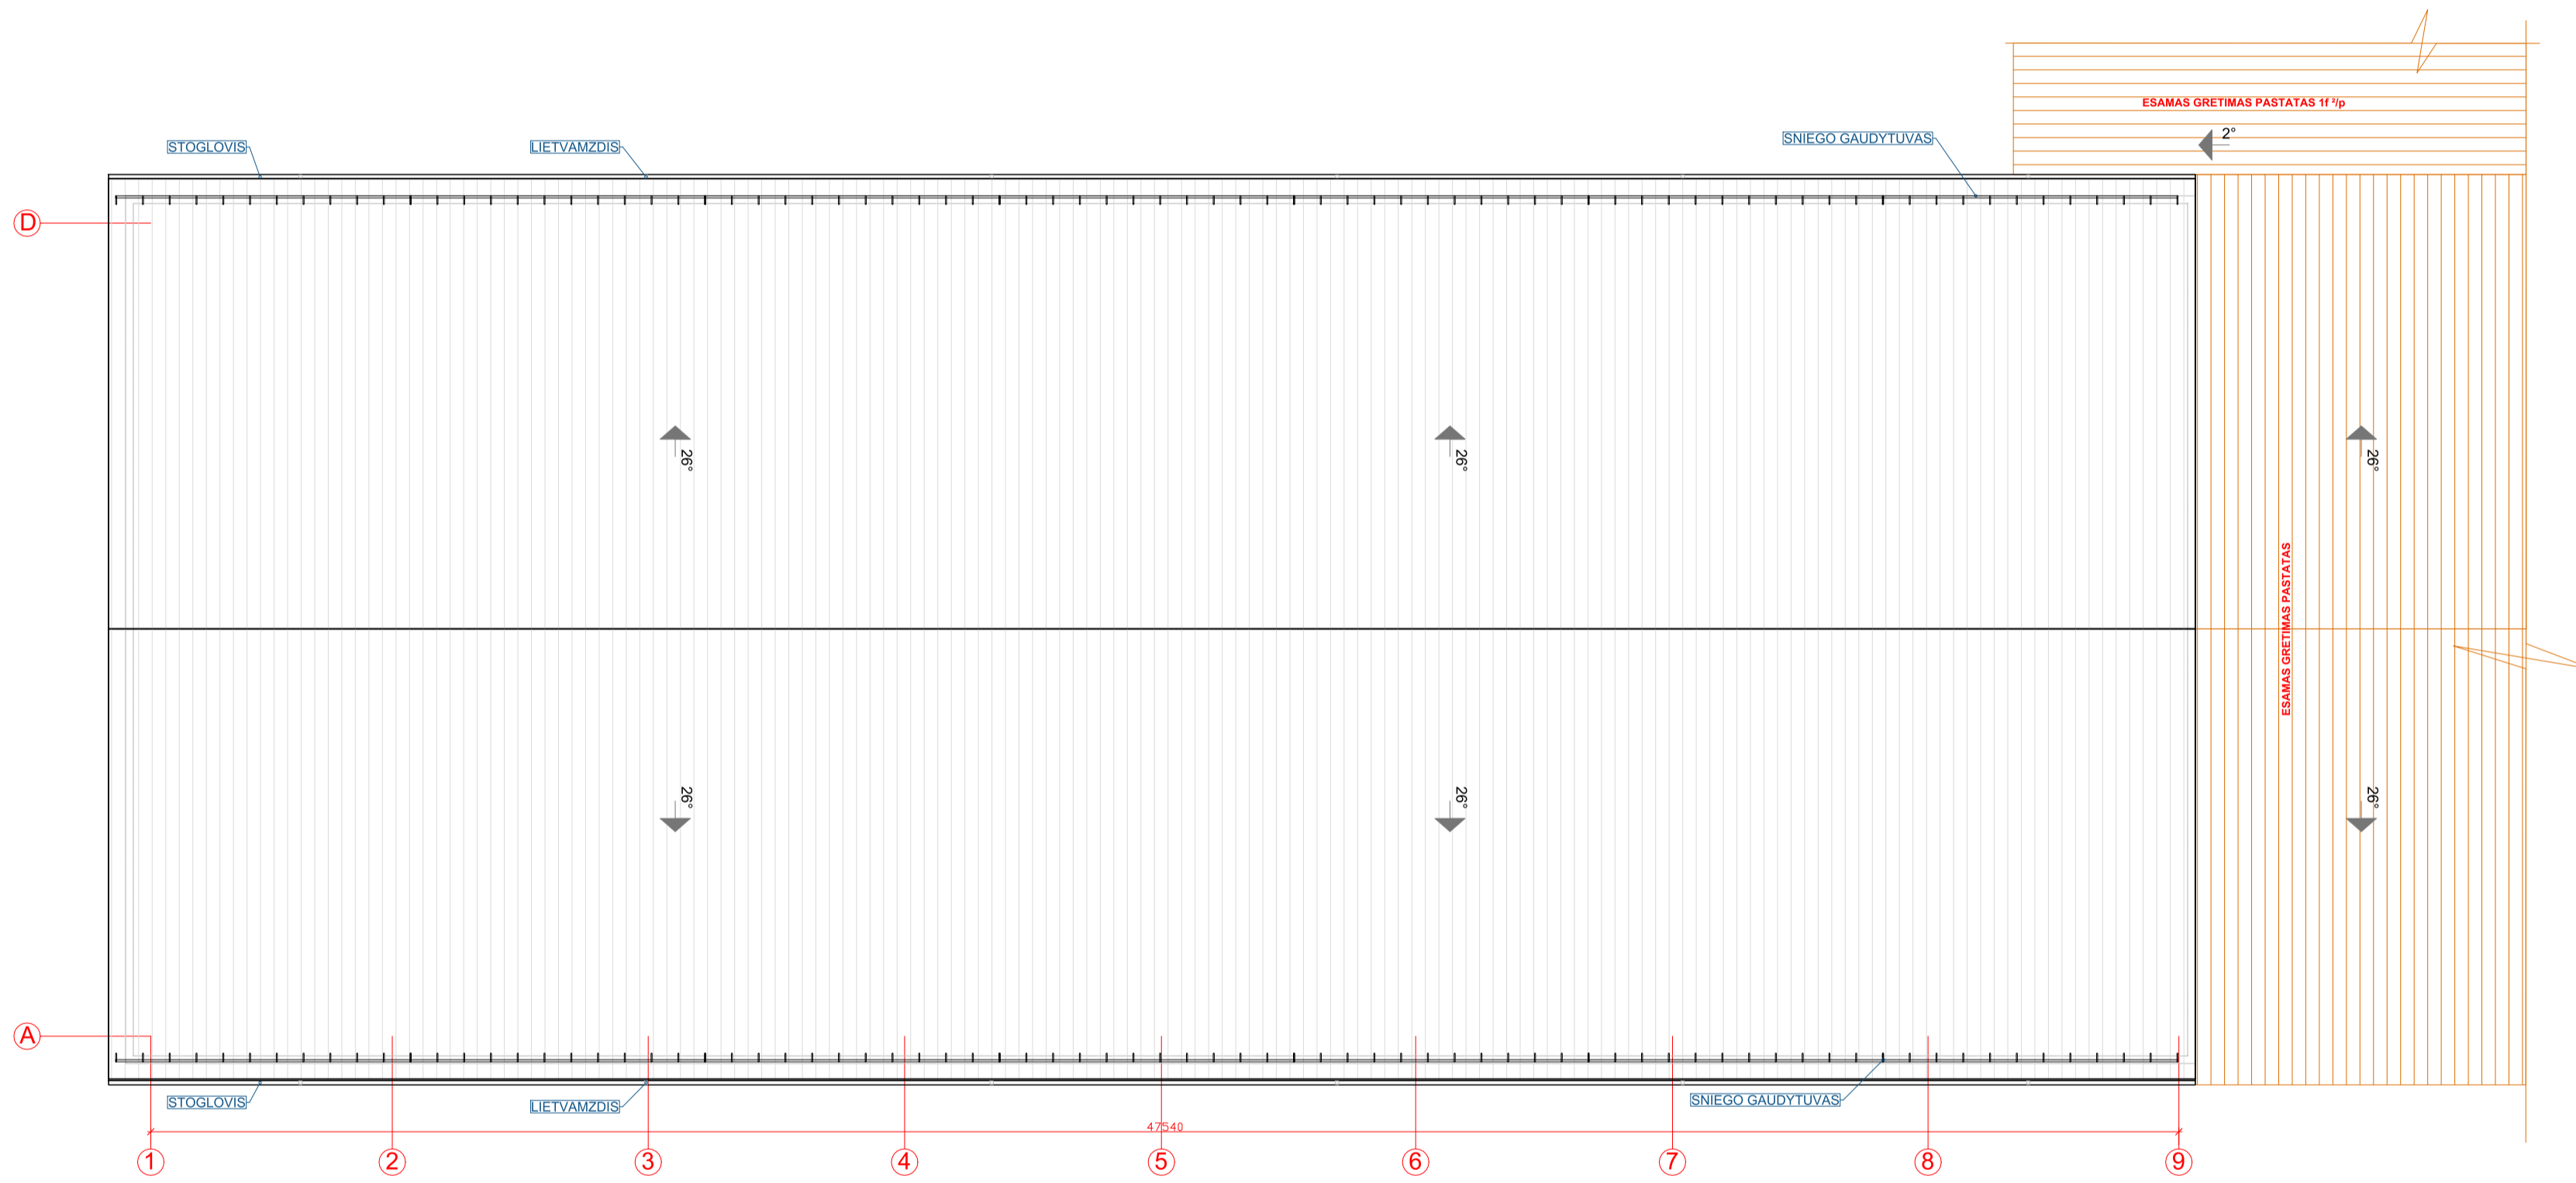 ESAMAS GRETIMAS PASTATAS 1f ²/p
2°
STOGLOVIS
LIETVAMZDIS
SNIEGO GAUDYTUVAS
D
26°
26°
26°
ESAMAS GRETIMAS PASTATAS
26°
26°
26°
A
STOGLOVIS
LIETVAMZDIS
SNIEGO GAUDYTUVAS
47540
1 2 3 4 5 6 7 8 9